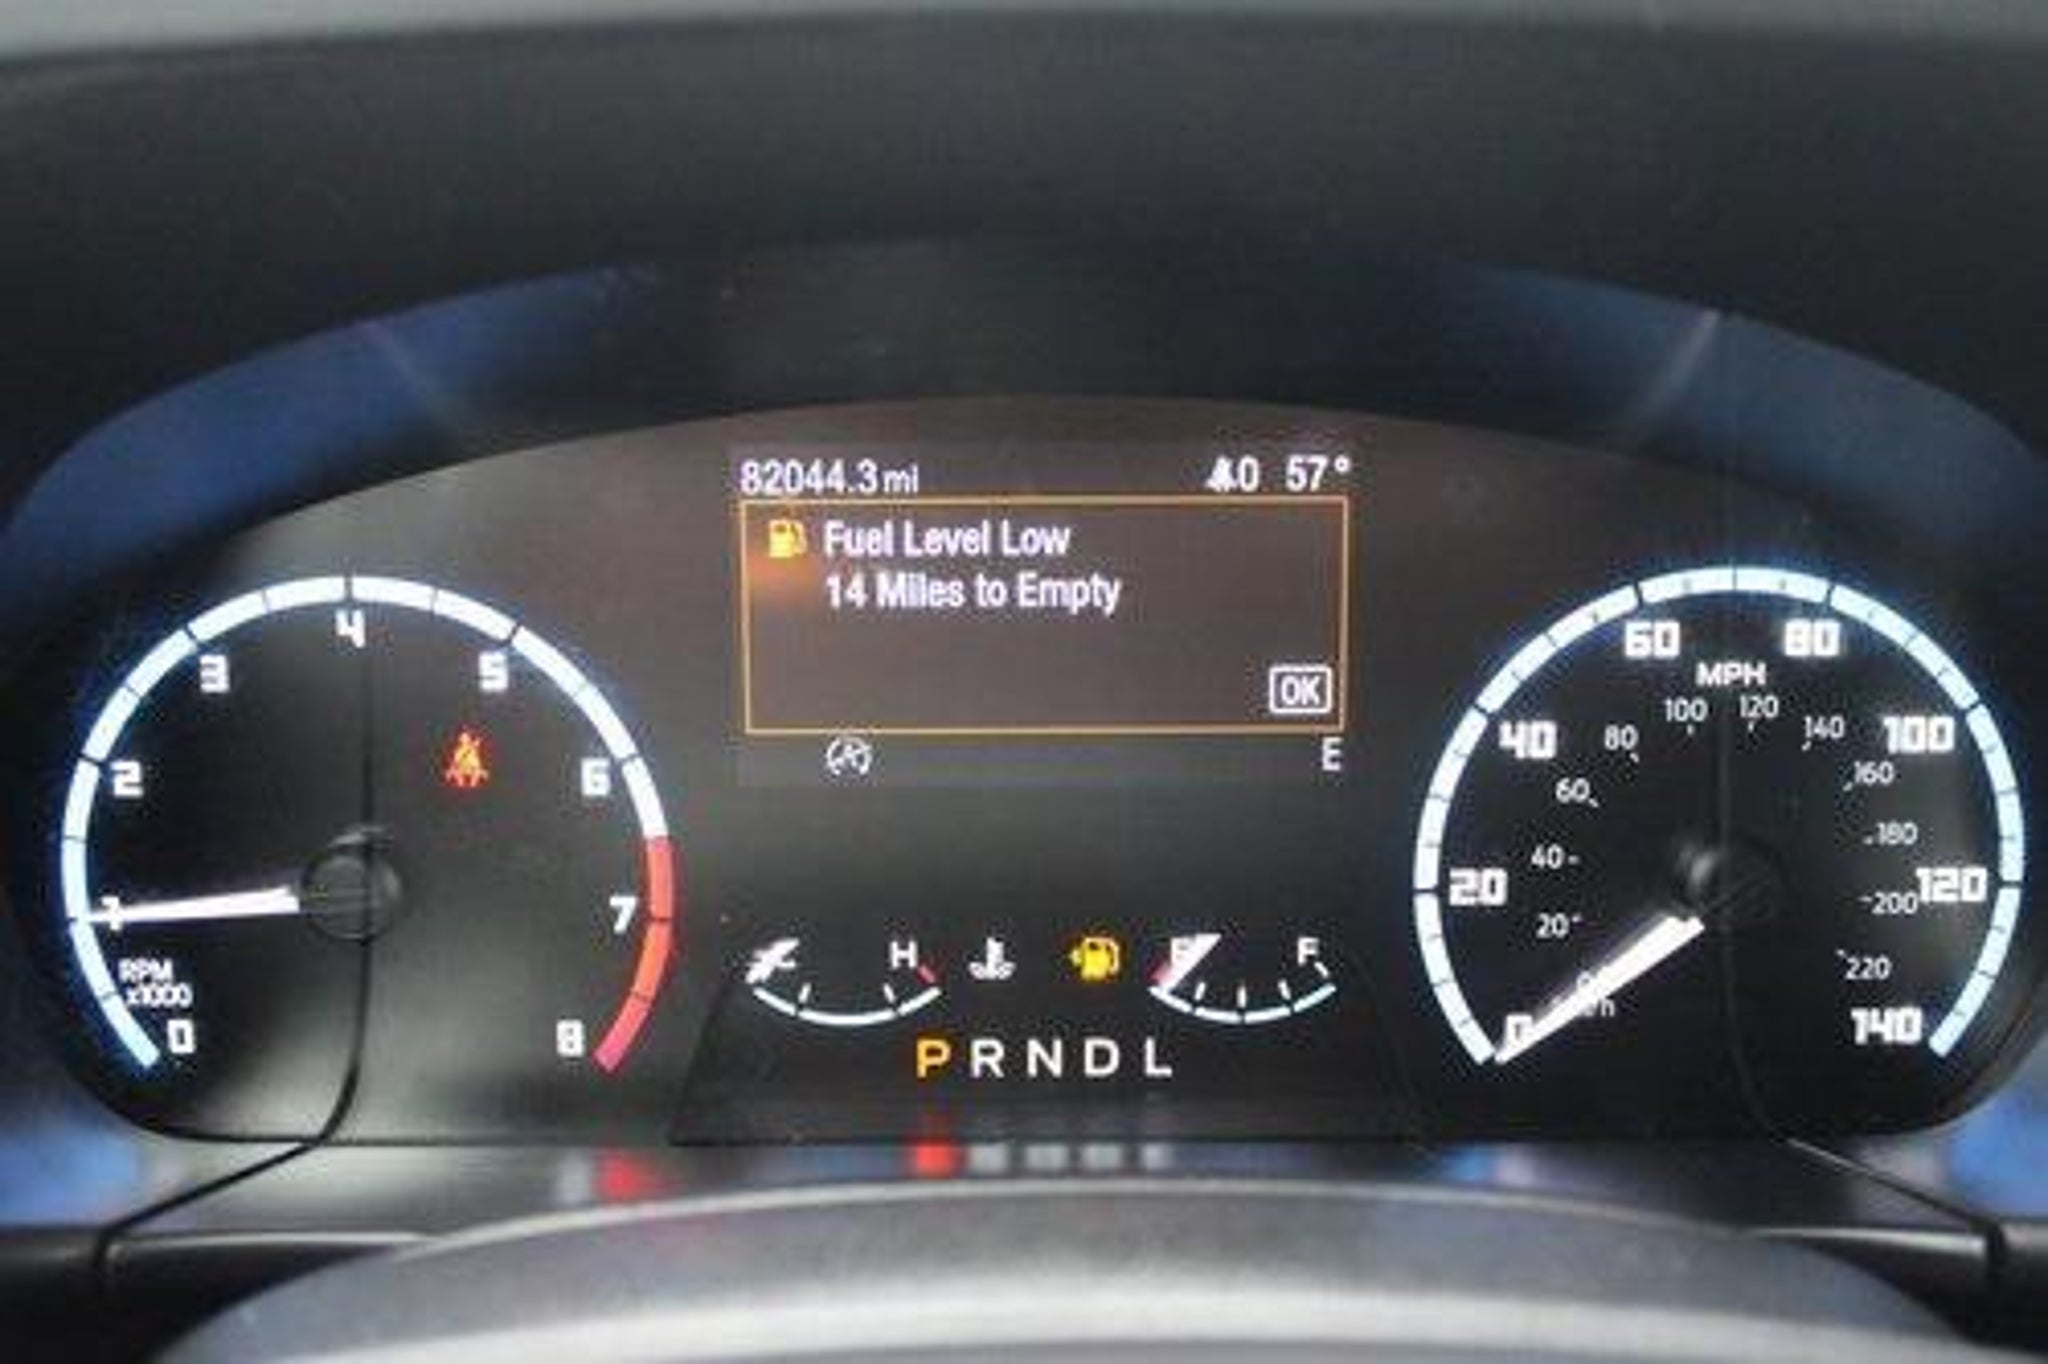 82044.3 mi 0 57°
Fuel Level Low
14 Miles to Empty
OK
E
0 1 2 3 4 5 6 7 8
RPM
x1000
H
E F
P R N D L
0 20 40 60 80 100 120 140
MPH
20 40 60 80 100 120 140 160 180 200 220